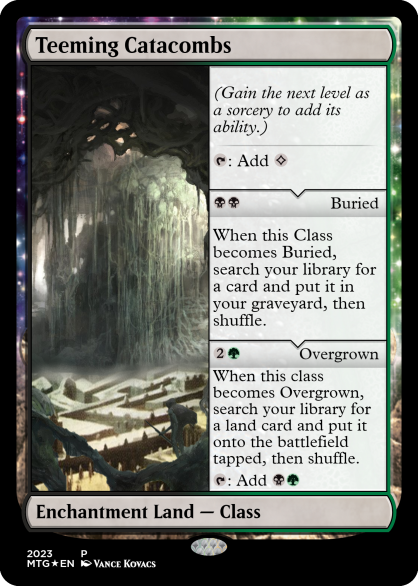 Teeming Catacombs
(Gain the next level as
a sorcery to add its
ability.)
: Add
Buried
When this Class
becomes Buried,
search your library for
a card and put it in
your graveyard, then
shuffle.
2 Overgrown
When this class
becomes Overgrown,
search your library for
a land card and put it
onto the battlefield
tapped, then shuffle.
: Add
Enchantment Land — Class
2023 P
MTG★EN Vance Kovacs